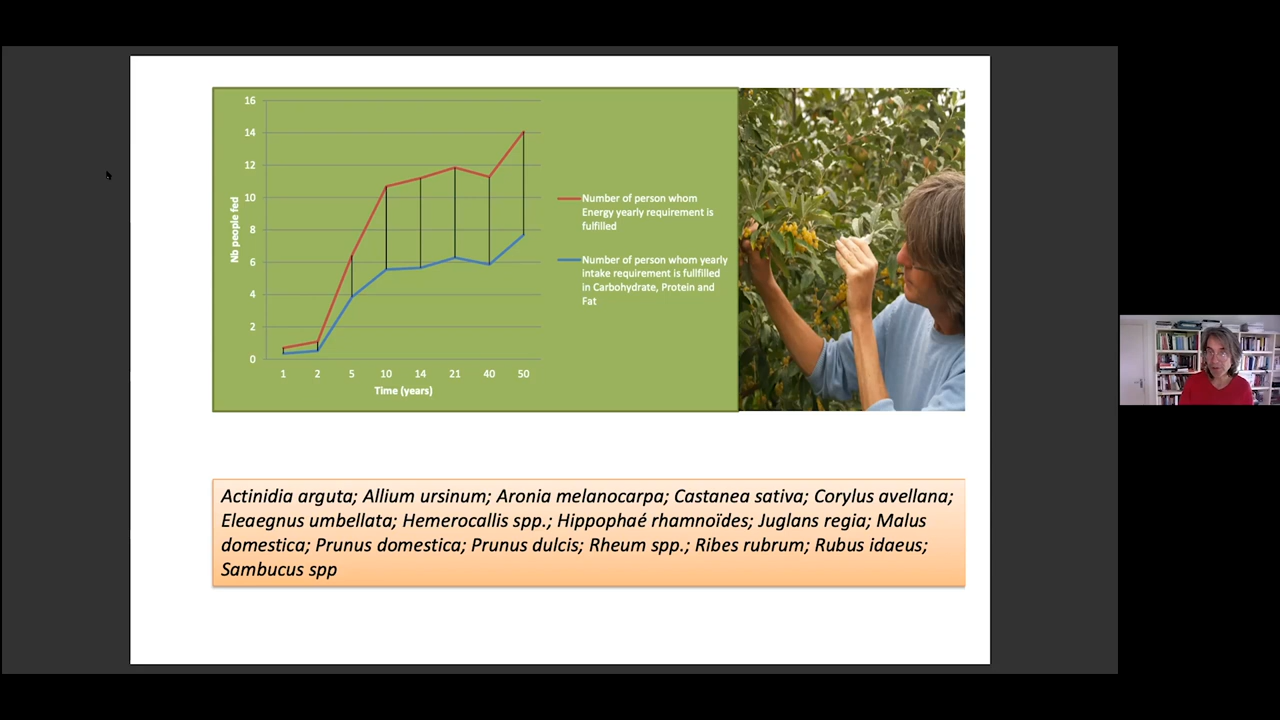 16
14
12
10
8
6
4
2
0
Nb people fed
1 2 5 10 14 21 40 50
Time (years)
Number of person whom
Energy yearly requirement is
fulfilled
Number of person whom yearly
intake requirement is fullfilled
in Carbohydrate, Protein and
Fat
Actinidia arguta; Allium ursinum; Aronia melanocarpa; Castanea sativa; Corylus avellana;
Eleaegnus umbellata; Hemerocallis spp.; Hippophaé rhamnoïdes; Juglans regia; Malus
domestica; Prunus domestica; Prunus dulcis; Rheum spp.; Ribes rubrum; Rubus idaeus;
Sambucus spp